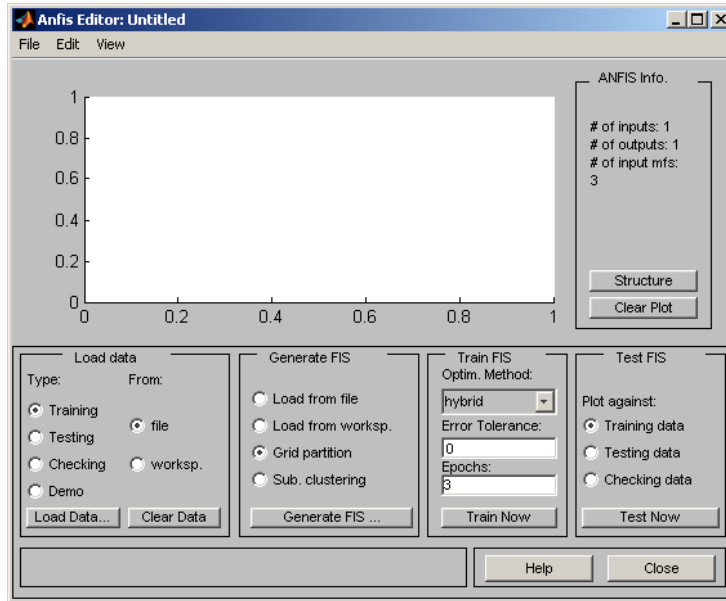 Anfis Editor: Untitled
File Edit View
ANFIS Info.
# of inputs: 1
# of outputs: 1
# of input mfs:
3
Structure
Clear Plot
1
0.8
0.6
0.4
0.2
0
0 0.2 0.4 0.6 0.8 1
Load data
Type: From:
Training
Testing
Checking
Demo
file
worksp.
Load Data... Clear Data
Generate FIS
Load from file
Load from worksp.
Grid partition
Sub. clustering
Generate FIS ...
Train FIS
Optim. Method:
hybrid
Error Tolerance:
0
Epochs:
3
Train Now
Test FIS
Plot against:
Training data
Testing data
Checking data
Test Now
Help Close